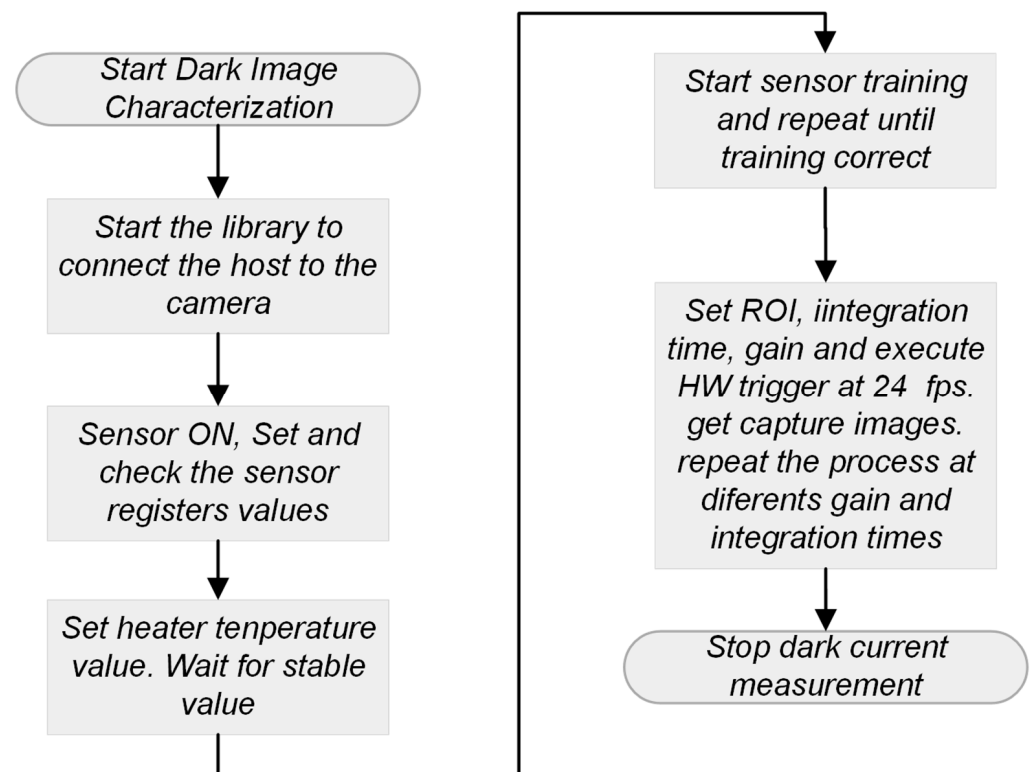 Start Dark Image
Characterization
Start the library to
connect the host to the
camera
Sensor ON, Set and
check the sensor
registers values
Set heater tenperature
value. Wait for stable
value
Start sensor training
and repeat until
training correct
Set ROI, iintegration
time, gain and execute
HW trigger at 24  fps.
get capture images.
repeat the process at
diferents gain and
integration times
Stop dark current
measurement